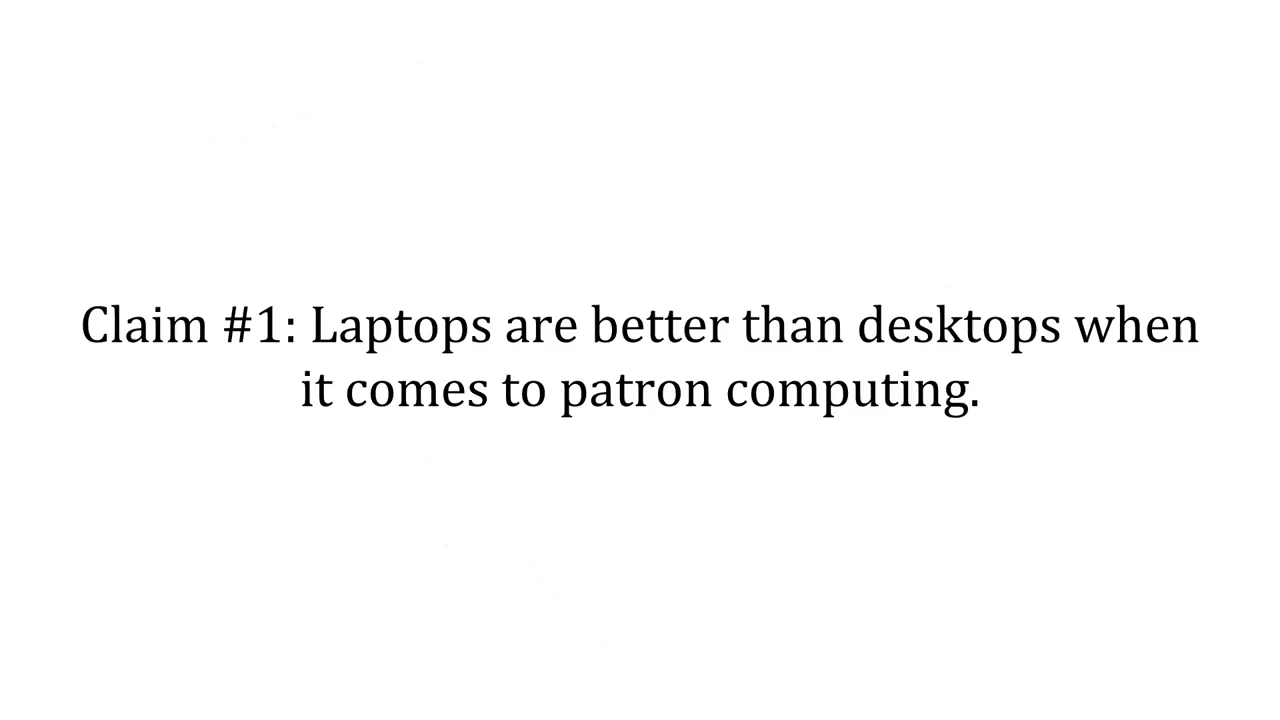 Claim #1: Laptops are better than desktops when
it comes to patron computing.